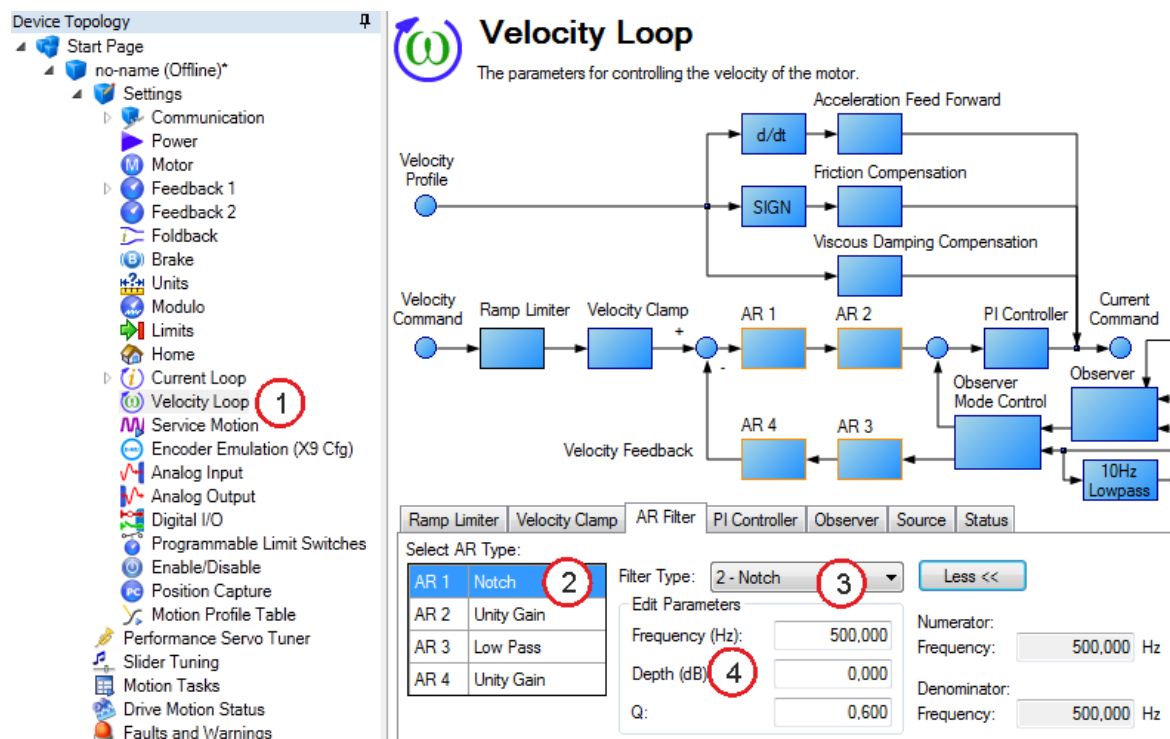 Device Topology
Start Page
no-name (Offline)*
Settings
Communication
Power
M Motor
Feedback 1
Feedback 2
Foldback
B Brake
Units
Modulo
Limits
Home
i Current Loop
ω Velocity Loop 1
Service Motion
Encoder Emulation (X9 Cfg)
Analog Input
Analog Output
Digital I/O
Programmable Limit Switches
Enable/Disable
PC Position Capture
Motion Profile Table
Performance Servo Tuner
Slider Tuning
Motion Tasks
Drive Motion Status
Faults and Warnings
ω Velocity Loop
The parameters for controlling the velocity of the motor.
Acceleration Feed Forward
d/dt
Velocity
Profile
Friction Compensation
SIGN
Viscous Damping Compensation
Velocity
Command
Ramp Limiter
Velocity Clamp
+
-
AR 1
AR 2
PI Controller
Current
Command
Observer
Mode Control
Observer
AR 4
AR 3
Velocity Feedback
10Hz
Lowpass
Ramp Limiter Velocity Clamp AR Filter PI Controller Observer Source Status
Select AR Type:
AR 1 Notch 2
AR 2 Unity Gain
AR 3 Low Pass
AR 4 Unity Gain
Filter Type: 2 - Notch 3 Less <<
Edit Parameters
Frequency (Hz): 500,000
Depth (dB) 4 0,000
Q: 0,600
Numerator:
Frequency: 500,000 Hz
Denominator:
Frequency: 500,000 Hz